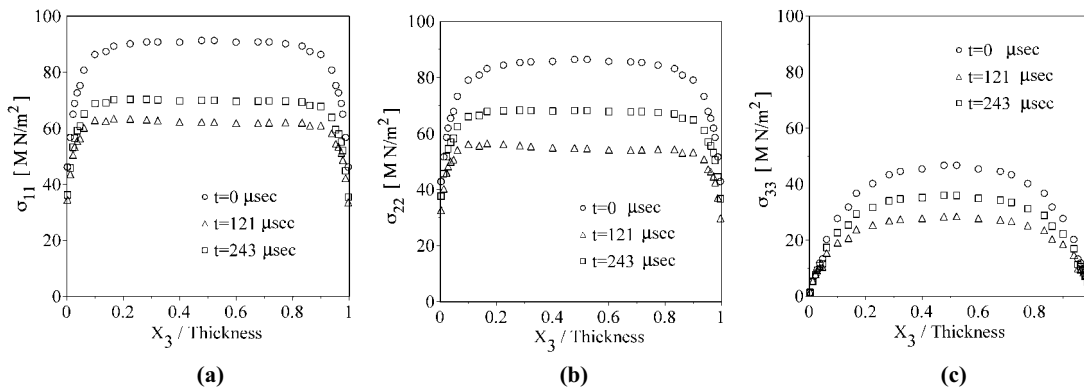 100
80
60
40
20
0
σ11 [ M N/m²]
t=0 μsec
t=121 μsec
t=243 μsec
0 0.2 0.4 0.6 0.8 1
X3 / Thickness
(a)
100
80
60
40
20
0
σ22 [ M N/m²]
t=0 μsec
t=121 μsec
t=243 μsec
0 0.2 0.4 0.6 0.8 1
X3 / Thickness
(b)
100
80
60
40
20
0
σ33 [ M N/m²]
t=0 μsec
t=121 μsec
t=243 μsec
0 0.2 0.4 0.6 0.8
X3 / Thickness
(c)